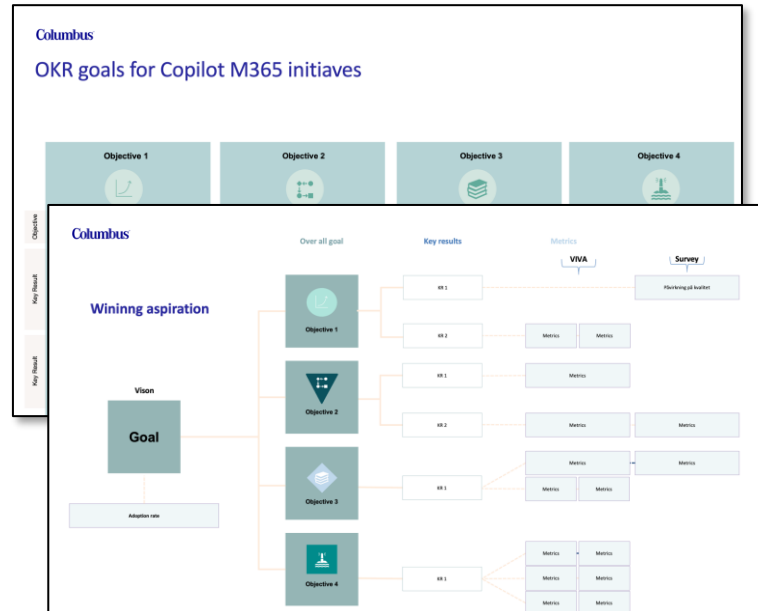 Columbus
OKR goals for Copilot M365 initiaves
Objective 1
Objective 2
Objective 3
Objective 4
Objective
Key Result
Key Result
Columbus
Over all goal
Key results
Metrics
VIVA
Survey
Wininng aspiration
Vison
Goal
Adoption rate
Objective 1
KR 1
Påvirkning på kvalitet
KR 2
Metrics
Metrics
Objective 2
KR 1
Metrics
KR 2
Metrics
Metrics
Objective 3
KR 1
Metrics
Metrics
Metrics
Metrics
Objective 4
KR 1
Metrics
Metrics
Metrics
Metrics
Metrics
Metrics